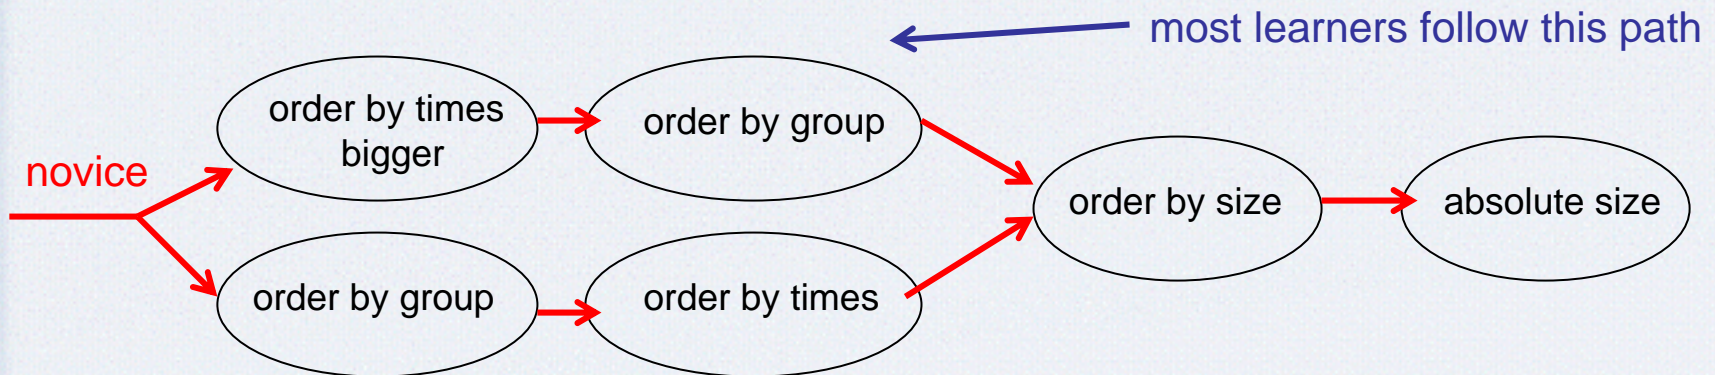 most learners follow this path
order by times
bigger
order by group
novice
order by size
absolute size
order by group
order by times